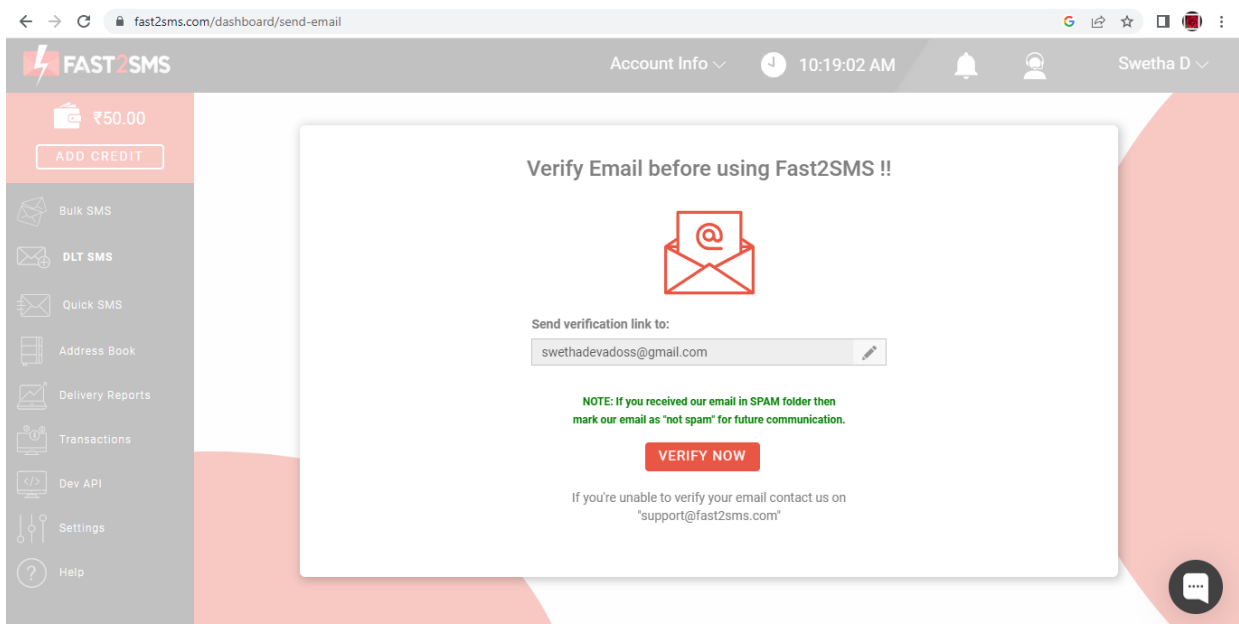 fast2sms.com/dashboard/send-email
FAST2SMS
Account Info
10:19:02 AM
Swetha D
₹50.00
ADD CREDIT
Bulk SMS
DLT SMS
Quick SMS
Address Book
Delivery Reports
Transactions
Dev API
Settings
Help
Verify Email before using Fast2SMS !!
Send verification link to:
swethadevadoss@gmail.com
NOTE: If you received our email in SPAM folder then
mark our email as "not spam" for future communication.
VERIFY NOW
If you're unable to verify your email contact us on
"support@fast2sms.com"